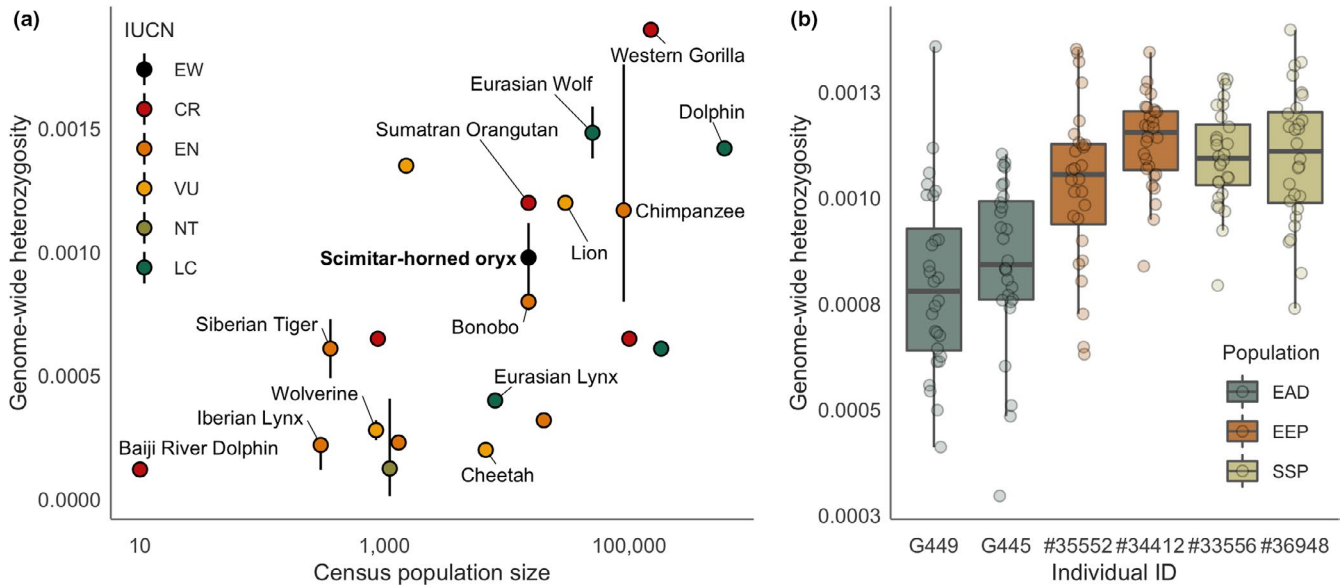 (a)
IUCN
EW
CR
EN
VU
NT
LC
Genome-wide heterozygosity
0.0015
0.0010
0.0005
0.0000
Western Gorilla
Eurasian Wolf
Dolphin
Sumatran Orangutan
Chimpanzee
Lion
Scimitar-horned oryx
Bonobo
Siberian Tiger
Eurasian Lynx
Wolverine
Iberian Lynx
Baiji River Dolphin
Cheetah
10
1,000
100,000
Census population size
(b)
Genome-wide heterozygosity
0.0013
0.0010
0.0008
0.0005
0.0003
Population
EAD
EEP
SSP
G449
G445
#35552
#34412
#33556
#36948
Individual ID